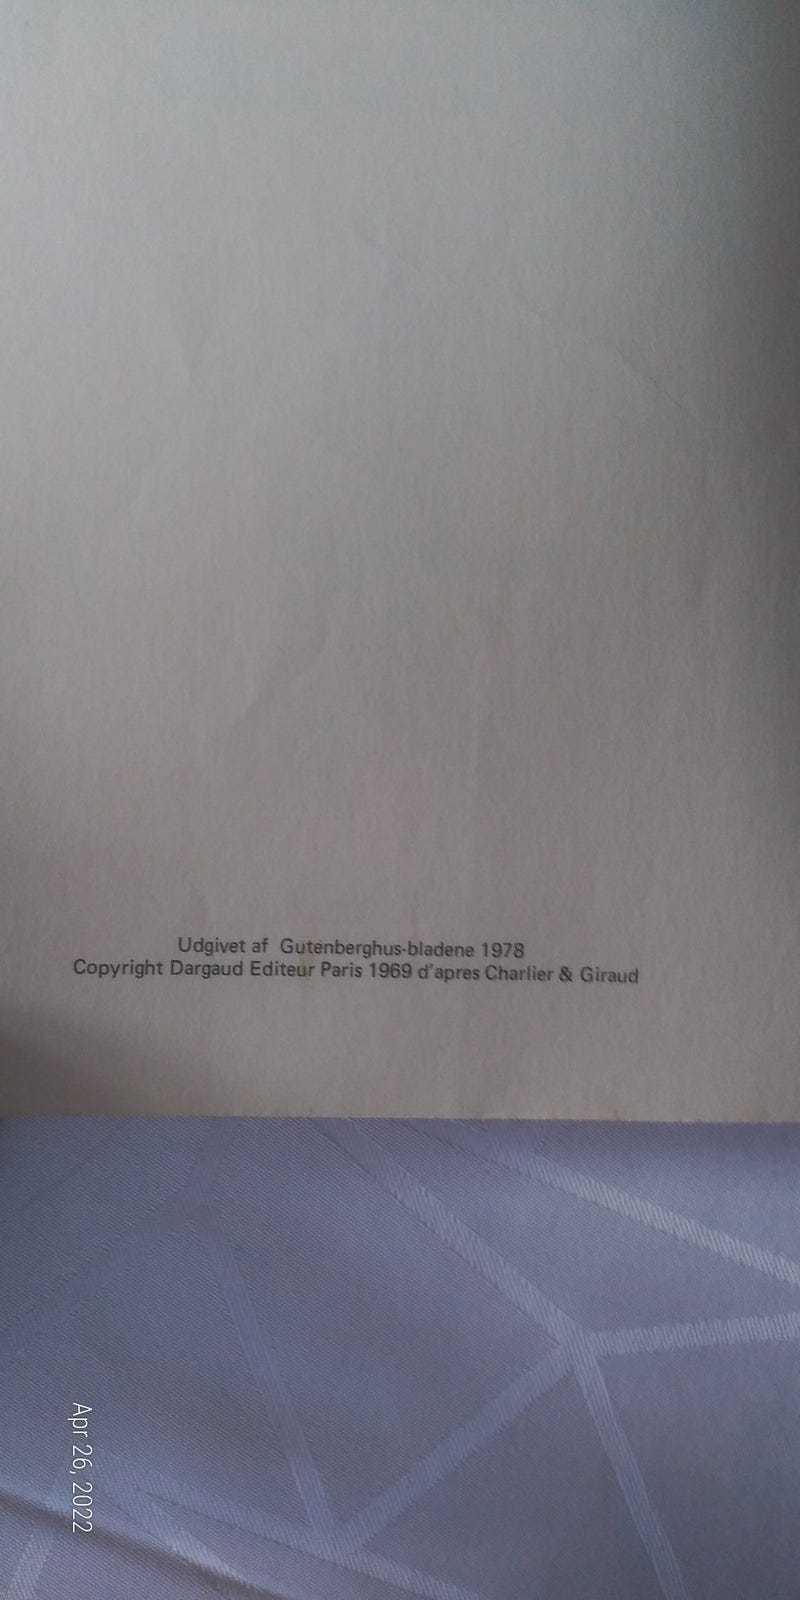 Udgivet af Gutenberghus-bladene 1978
Copyright Dargaud Editeur Paris 1969 d'apres Charlier & Giraud
Apr 26, 2022